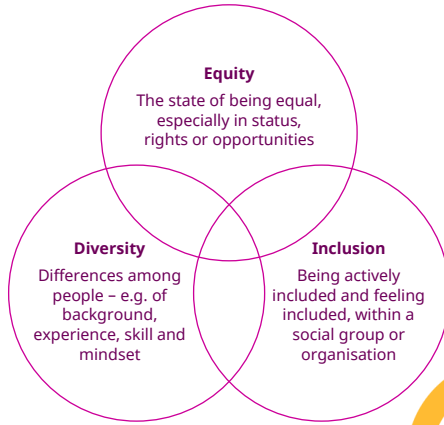 Equity
The state of being equal,
especially in status,
rights or opportunities
Diversity
Differences among
people – e.g. of
background,
experience, skill and
mindset
Inclusion
Being actively
included and feeling
included, within a
social group or
organisation